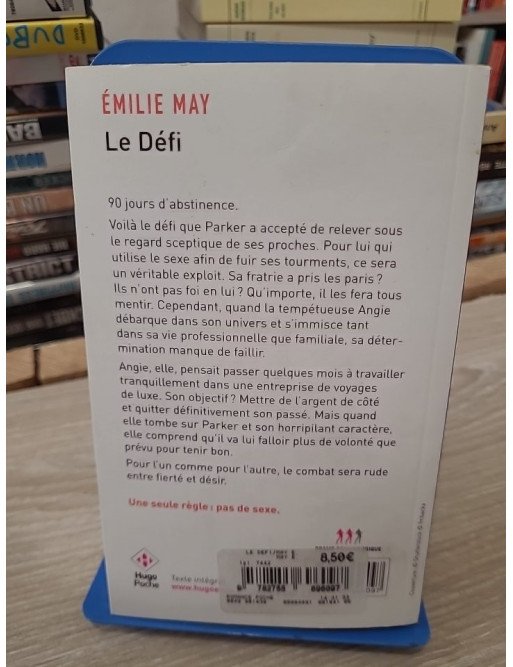 DUBO
ÉMILIE MAY
Le Défi
90 jours d'abstinence.
Voilà le défi que Parker a accepté de relever sous
le regard sceptique de ses proches. Pour lui qui
utilise le sexe afin de fuir ses tourments, ce sera
un véritable exploit. Sa fratrie a pris les paris ?
Ils n'ont pas foi en lui ? Qu'importe, il les fera tous
mentir. Cependant, quand la tempétueuse Angie
débarque dans son univers et s'immisce tant
dans sa vie professionnelle que familiale, sa déter-
mination manque de faillir.
Angie, elle, pensait passer quelques mois à travailler
tranquillement dans une entreprise de voyages
de luxe. Son objectif ? Mettre de l'argent de côté
et quitter définitivement son passé. Mais quand
elle tombe sur Parker et son horripilant caractère,
elle comprend qu'il va lui falloir plus de volonté que
prévu pour tenir bon.
Pour l'un comme pour l'autre, le combat sera rude
entre fierté et désir.
Une seule règle : pas de sexe.
Hugo
Poche
Texte intégr
www.hugo
LE DEFI/MAY E
8,50€